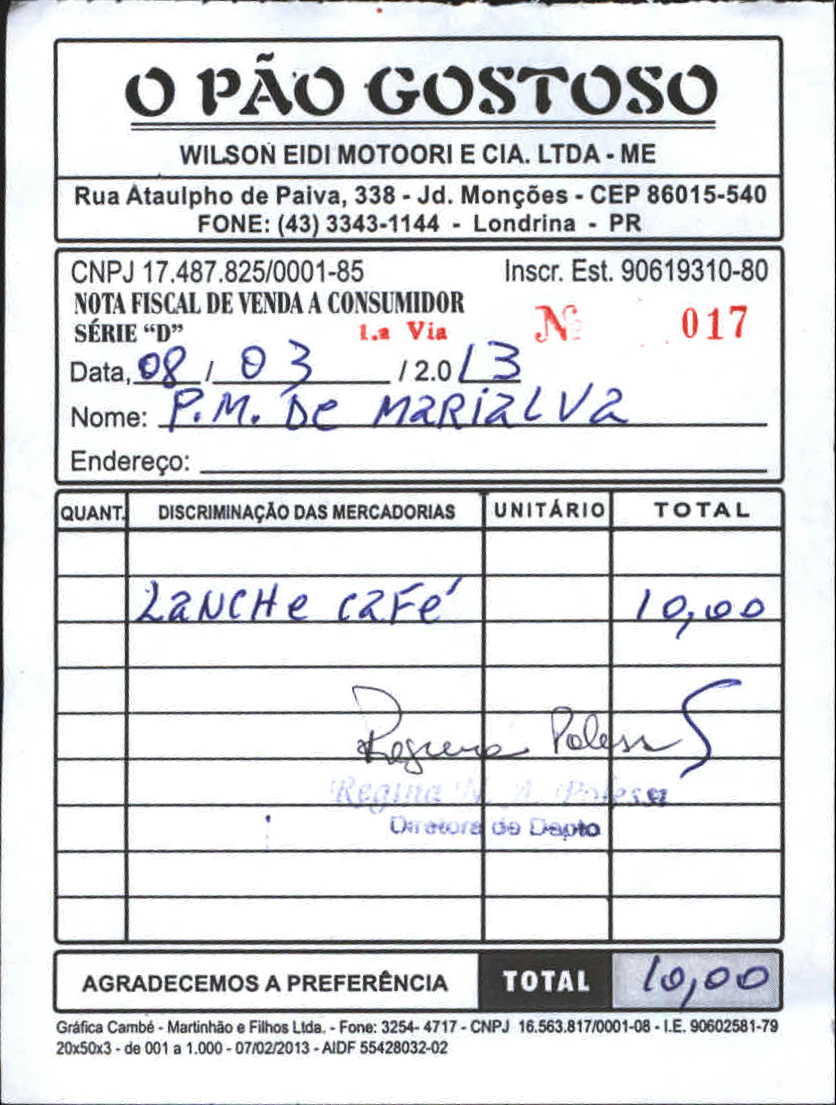 O PÃO GOSTOSO
WILSON EIDI MOTOORI E CIA. LTDA - ME
Rua Ataulpho de Paiva, 338 - Jd. Monções - CEP 86015-540
FONE: (43) 3343-1144 - Londrina - PR
CNPJ 17.487.825/0001-85 Inscr. Est. 90619310-80
NOTA FISCAL DE VENDA A CONSUMIDOR
SÉRIE “D” 1.a Via Nº 017
Data, 08 / 03 / 2.013
Nome: P.M. De MaRiaLVa
Endereço:
QUANT. DISCRIMINAÇÃO DAS MERCADORIAS UNITÁRIO TOTAL
LaNCHe CaFé 10,00
Regina Poless
Regina A. Polessi
Diretora de Depto
AGRADECEMOS A PREFERÊNCIA TOTAL 10,00
Gráfica Cambé - Martinhão e Filhos Ltda. - Fone: 3254- 4717 - CNPJ 16.563.817/0001-08 - I.E. 90602581-79
20x50x3 - de 001 a 1.000 - 07/02/2013 - AIDF 55428032-02